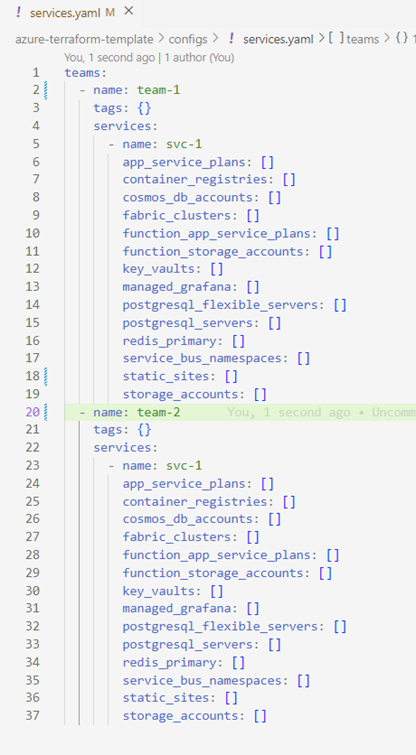 ! services.yaml M ×
azure-terraform-template > configs > ! services.yaml > [ ] teams > {} 1
You, 1 second ago | 1 author (You)
1 teams:
2   - name: team-1
3     tags: {}
4     services:
5       - name: svc-1
6         app_service_plans: []
7         container_registries: []
8         cosmos_db_accounts: []
9         fabric_clusters: []
10         function_app_service_plans: []
11         function_storage_accounts: []
12         key_vaults: []
13         managed_grafana: []
14         postgresql_flexible_servers: []
15         postgresql_servers: []
16         redis_primary: []
17         service_bus_namespaces: []
18         static_sites: []
19         storage_accounts: []
20   - name: team-2 You, 1 second ago • Uncomm
21     tags: {}
22     services:
23       - name: svc-1
24         app_service_plans: []
25         container_registries: []
26         cosmos_db_accounts: []
27         fabric_clusters: []
28         function_app_service_plans: []
29         function_storage_accounts: []
30         key_vaults: []
31         managed_grafana: []
32         postgresql_flexible_servers: []
33         postgresql_servers: []
34         redis_primary: []
35         service_bus_namespaces: []
36         static_sites: []
37         storage_accounts: []